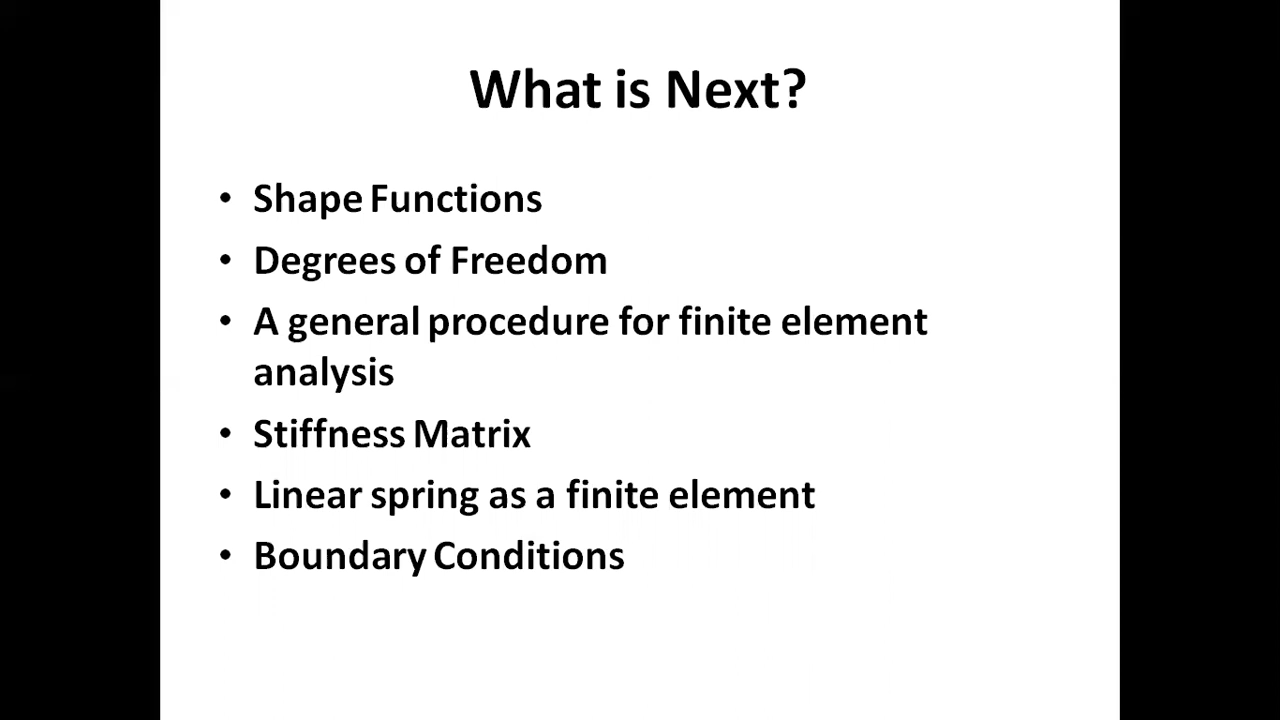 What is Next?
• Shape Functions
• Degrees of Freedom
• A general procedure for finite element
analysis
• Stiffness Matrix
• Linear spring as a finite element
• Boundary Conditions